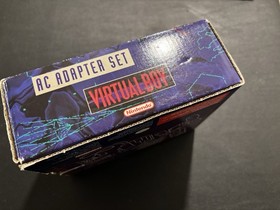 AC ADAPTER SET
VIRTUAL BOY
Nintendo